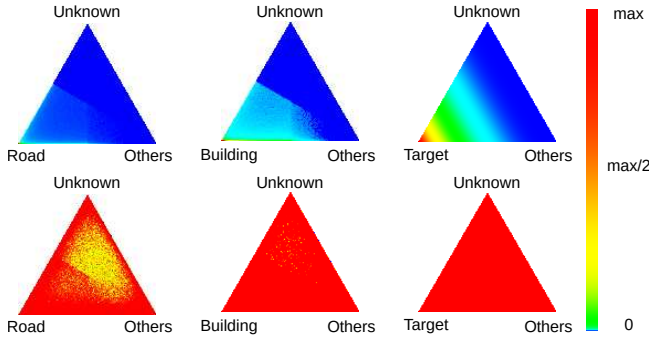 Unknown Unknown Unknown max
Road Others Building Others Target Others
max/2
Unknown Unknown Unknown
Road Others Building Others Target Others
0